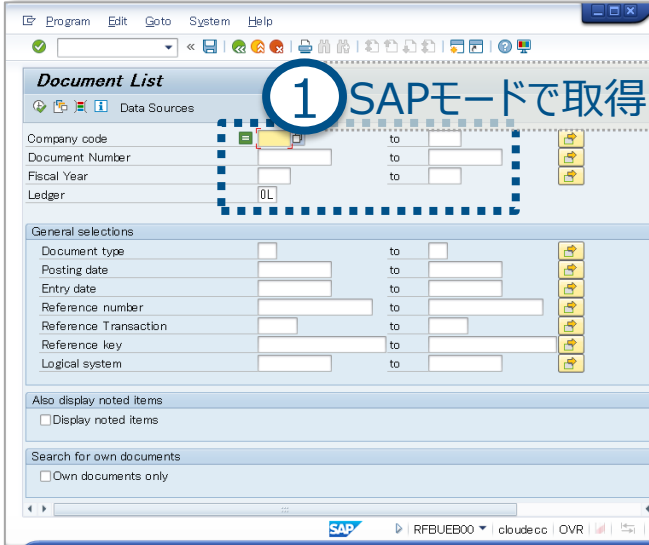 Program Edit Goto System Help
Document List
1 SAPモードで取得
Data Sources
Company code to
Document Number to
Fiscal Year to
Ledger 0L
General selections
Document type to
Posting date to
Entry date to
Reference number to
Reference Transaction to
Reference key to
Logical system to
Also display noted items
Display noted items
Search for own documents
Own documents only
SAP RFBUEB00 cloudecc OVR